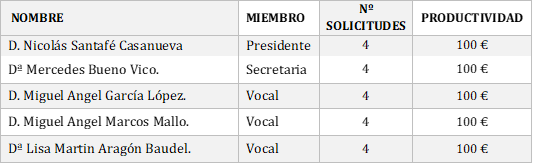 NOMBRE MIEMBRO Nº SOLICITUDES PRODUCTIVIDAD
D. Nicolás Santafé Casanueva Presidente 4 100 €
Dª Mercedes Bueno Vico. Secretaria 4 100 €
D. Miguel Angel García López. Vocal 4 100 €
D. Miguel Angel Marcos Mallo. Vocal 4 100 €
Dª Lisa Martin Aragón Baudel. Vocal 4 100 €